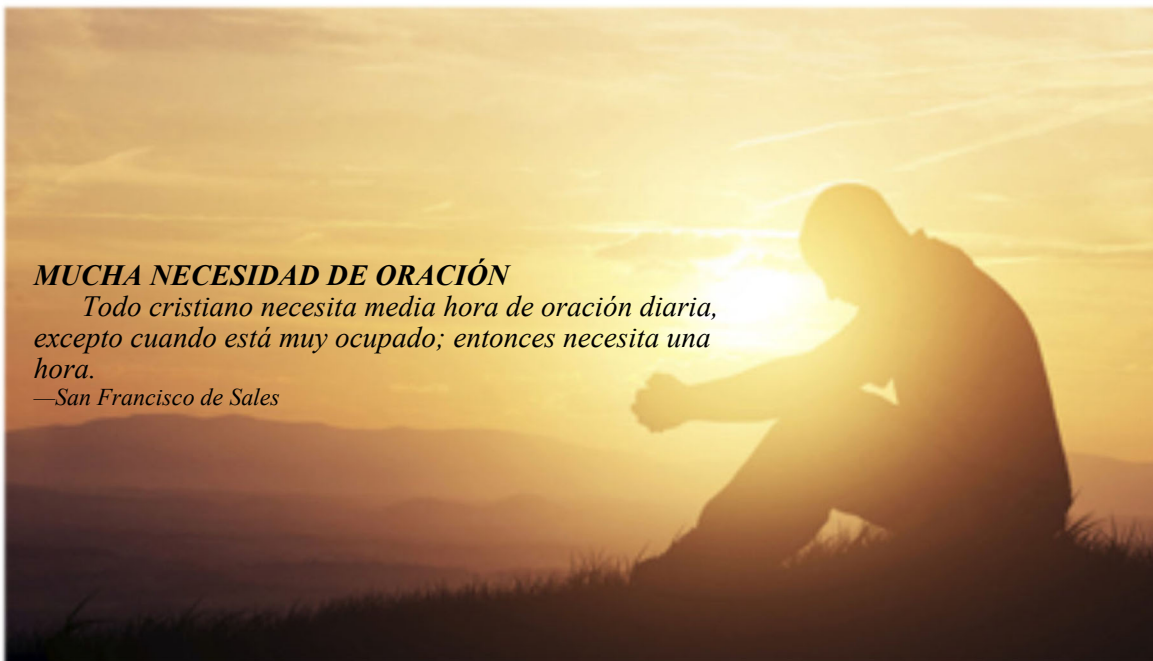 MUCHA NECESIDAD DE ORACIÓN
Todo cristiano necesita media hora de oración diaria,
excepto cuando está muy ocupado; entonces necesita una
hora.
—San Francisco de Sales